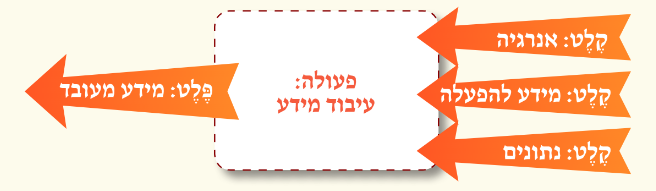 קֶלֶט: אנרגיה
קֶלֶט: מידע להפעלה
קֶלֶט: נתונים
פעולה:
עיבוד מידע
פֶּלֶט: מידע מעובד